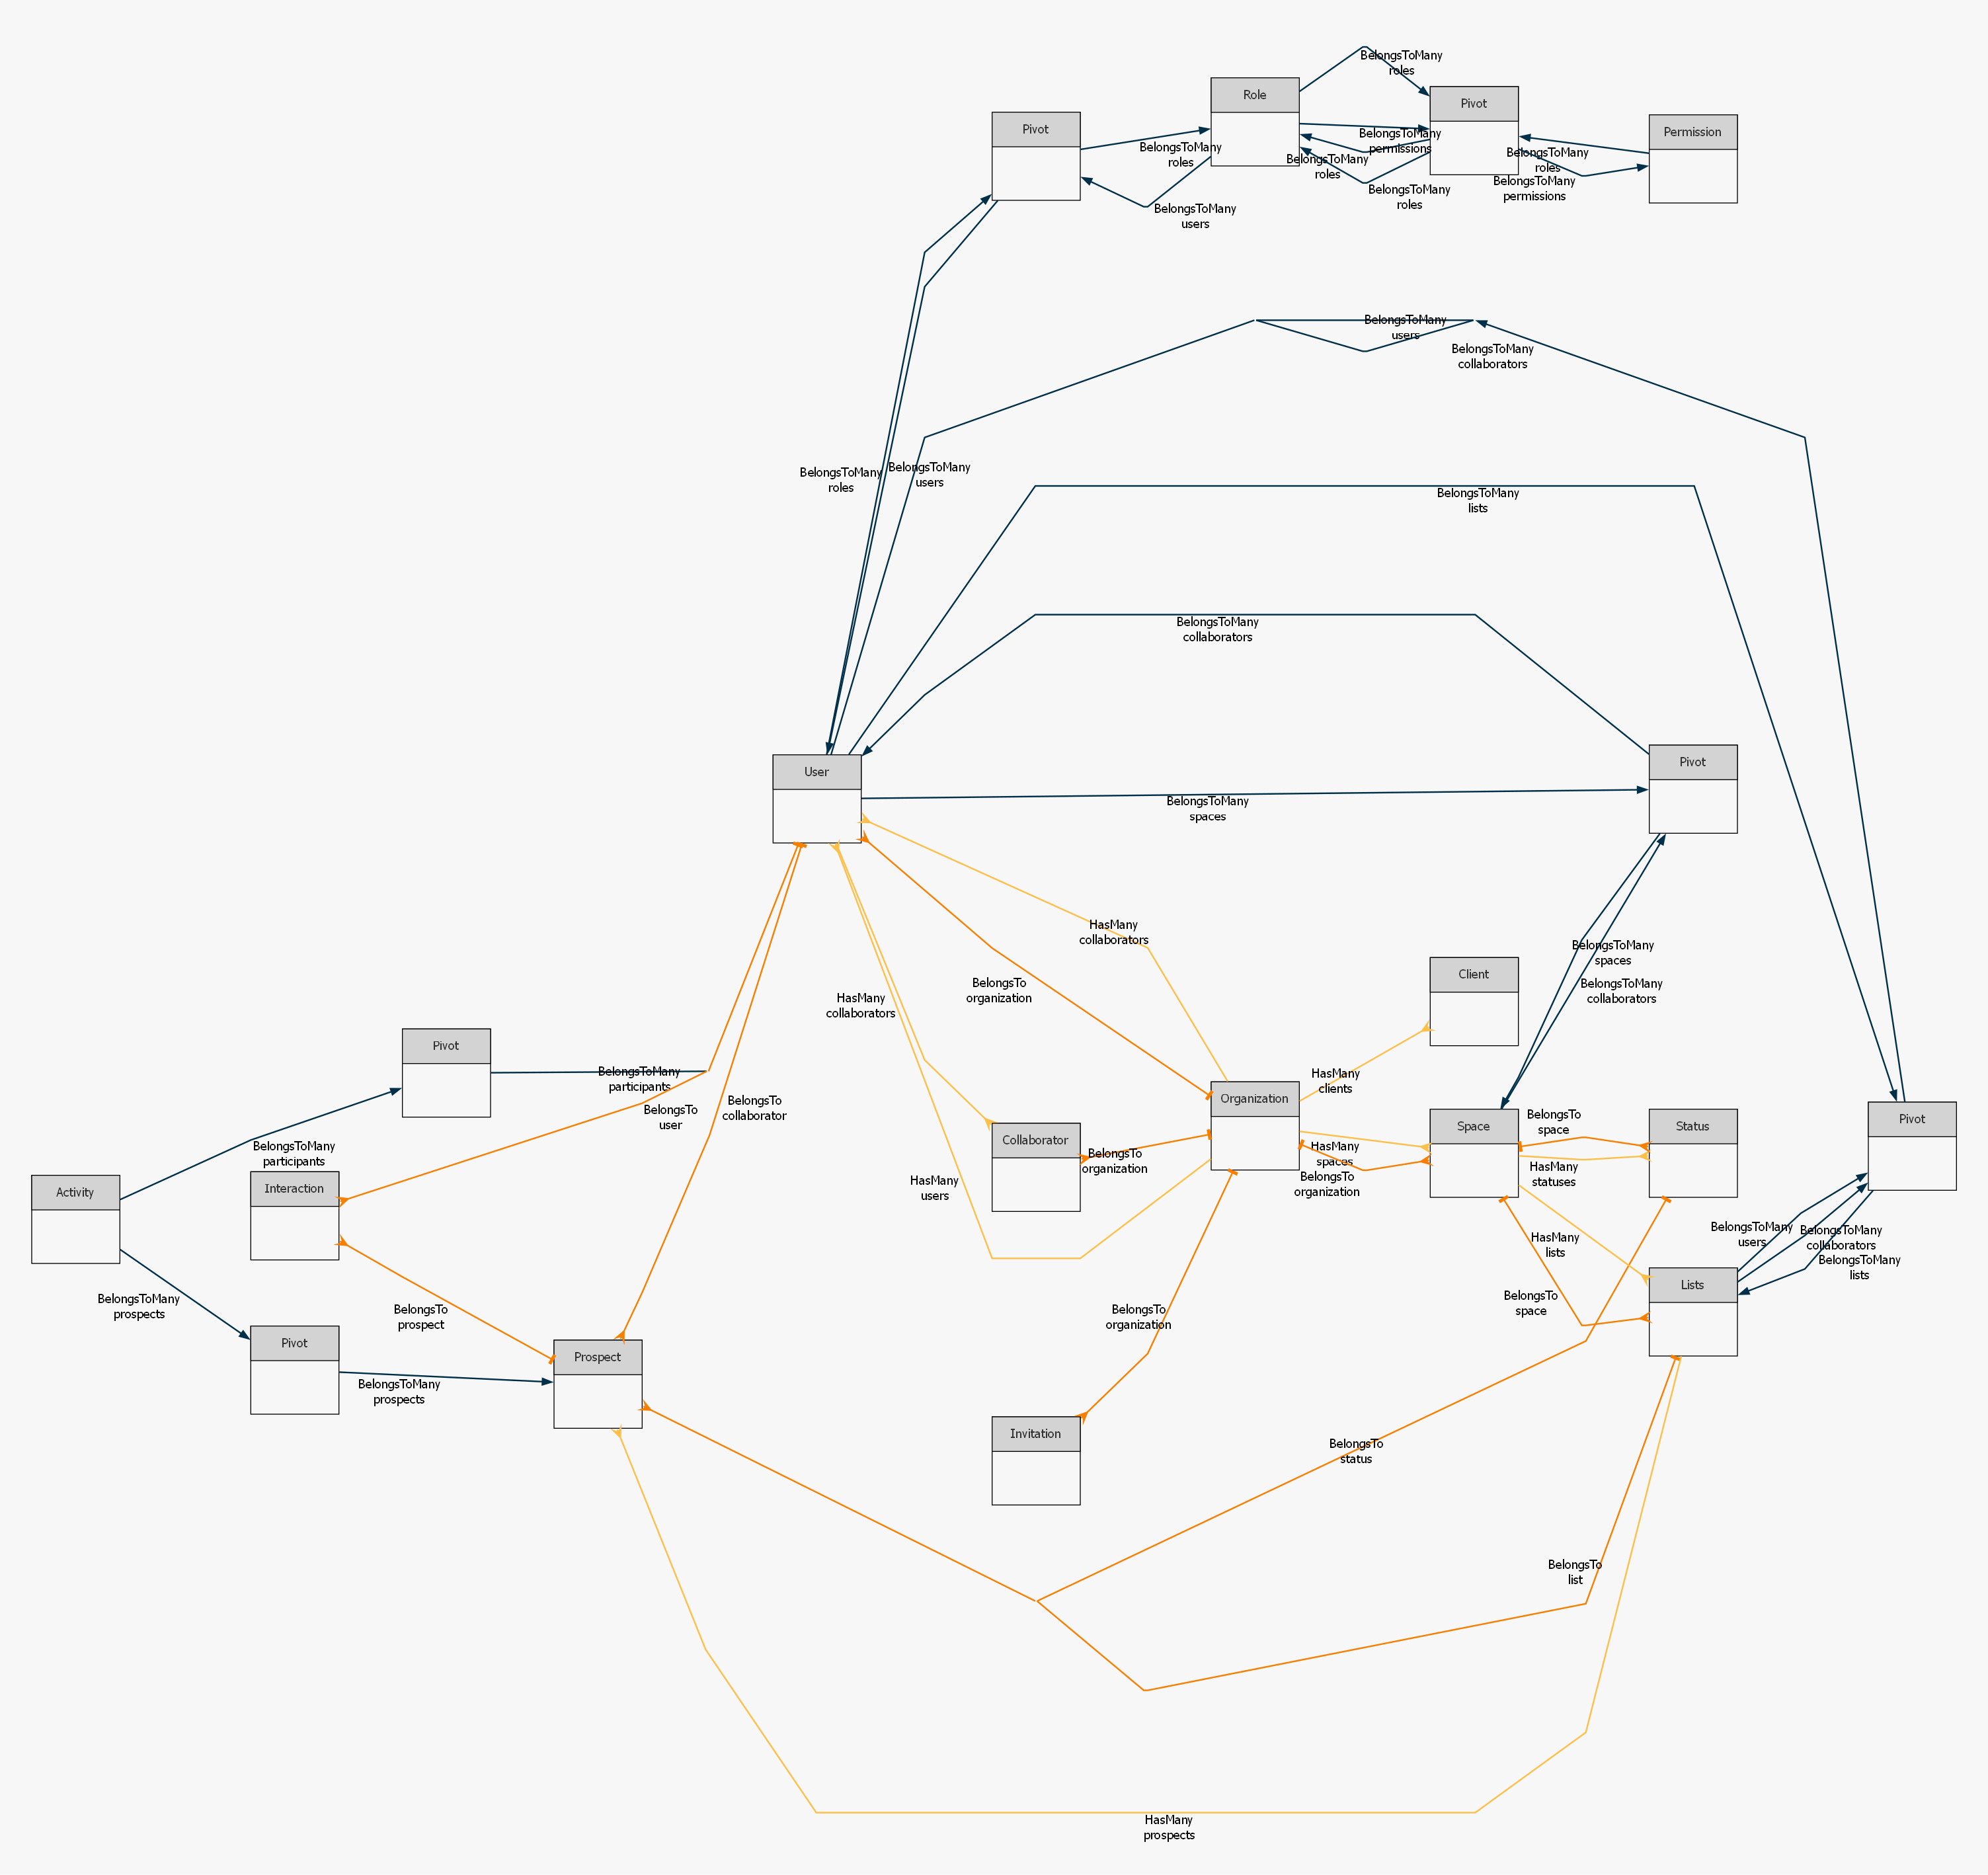 BelongsToMany
roles
Role
Pivot
Pivot
Permission
BelongsToMany
permissions
BelongsToMany
roles
BelongsToMany
roles
BelongsToMany
roles
BelongsToMany
permissions
BelongsToMany
roles
BelongsToMany
users
BelongsToMany
users
BelongsToMany
collaborators
BelongsToMany
roles
BelongsToMany
users
BelongsToMany
lists
BelongsToMany
collaborators
User
Pivot
BelongsToMany
spaces
HasMany
collaborators
BelongsToMany
spaces
Client
BelongsTo
organization
HasMany
collaborators
BelongsToMany
collaborators
Pivot
BelongsToMany
participants
HasMany
clients
BelongsTo
user
BelongsTo
collaborator
Organization
Space
BelongsTo
space
Status
Pivot
BelongsToMany
participants
Collaborator
BelongsTo
organization
HasMany
spaces
BelongsTo
organization
HasMany
statuses
Activity
Interaction
HasMany
users
BelongsToMany
users
BelongsToMany
collaborators
HasMany
lists
BelongsToMany
lists
Lists
BelongsToMany
prospects
BelongsTo
prospect
BelongsTo
organization
BelongsTo
space
Pivot
Prospect
BelongsToMany
prospects
Invitation
BelongsTo
status
BelongsTo
list
HasMany
prospects